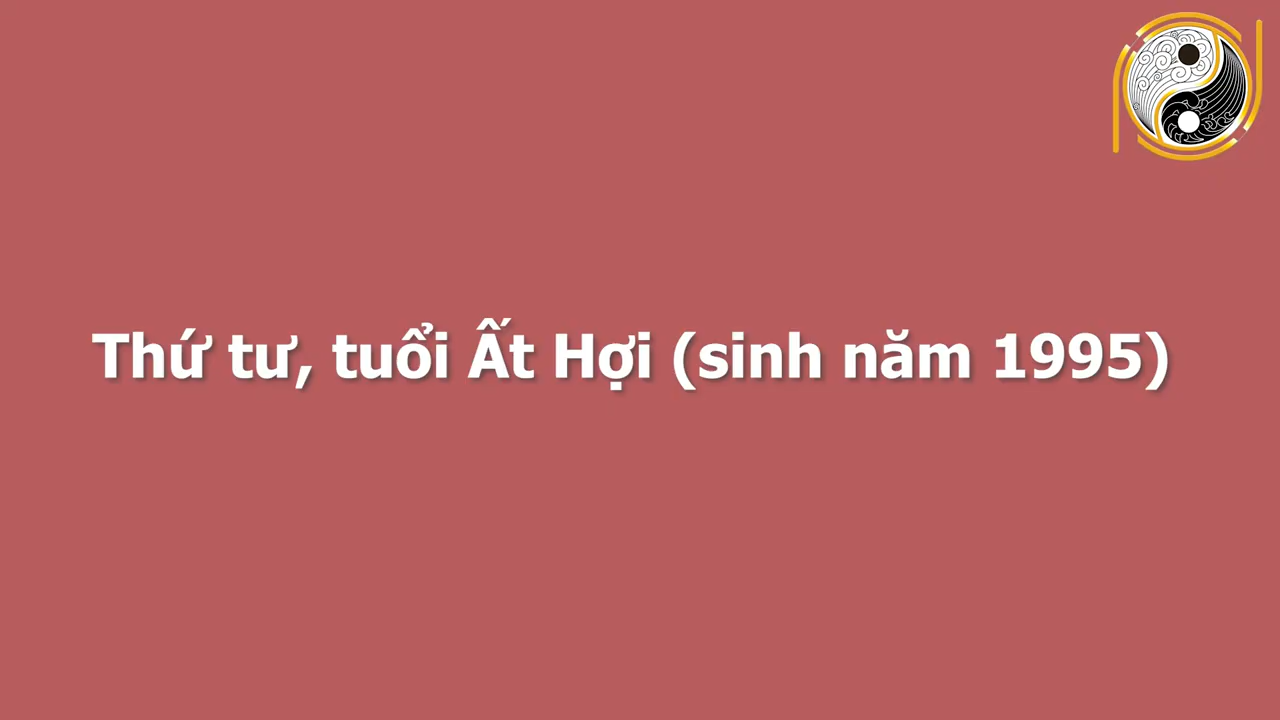 Thứ tư, tuổi Ất Hợi (sinh năm 1995)